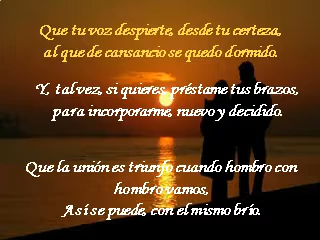 Que tu voz despierte, desde tu certeza,
al que de cansancio se quedo dormido.
Y, tal vez, si quieres, préstame tus brazos,
para incorporarme, nuevo y decidido.
Que la unión es triunfo cuando hombro con
hombro vamos,
Así se puede, con el mismo brío.